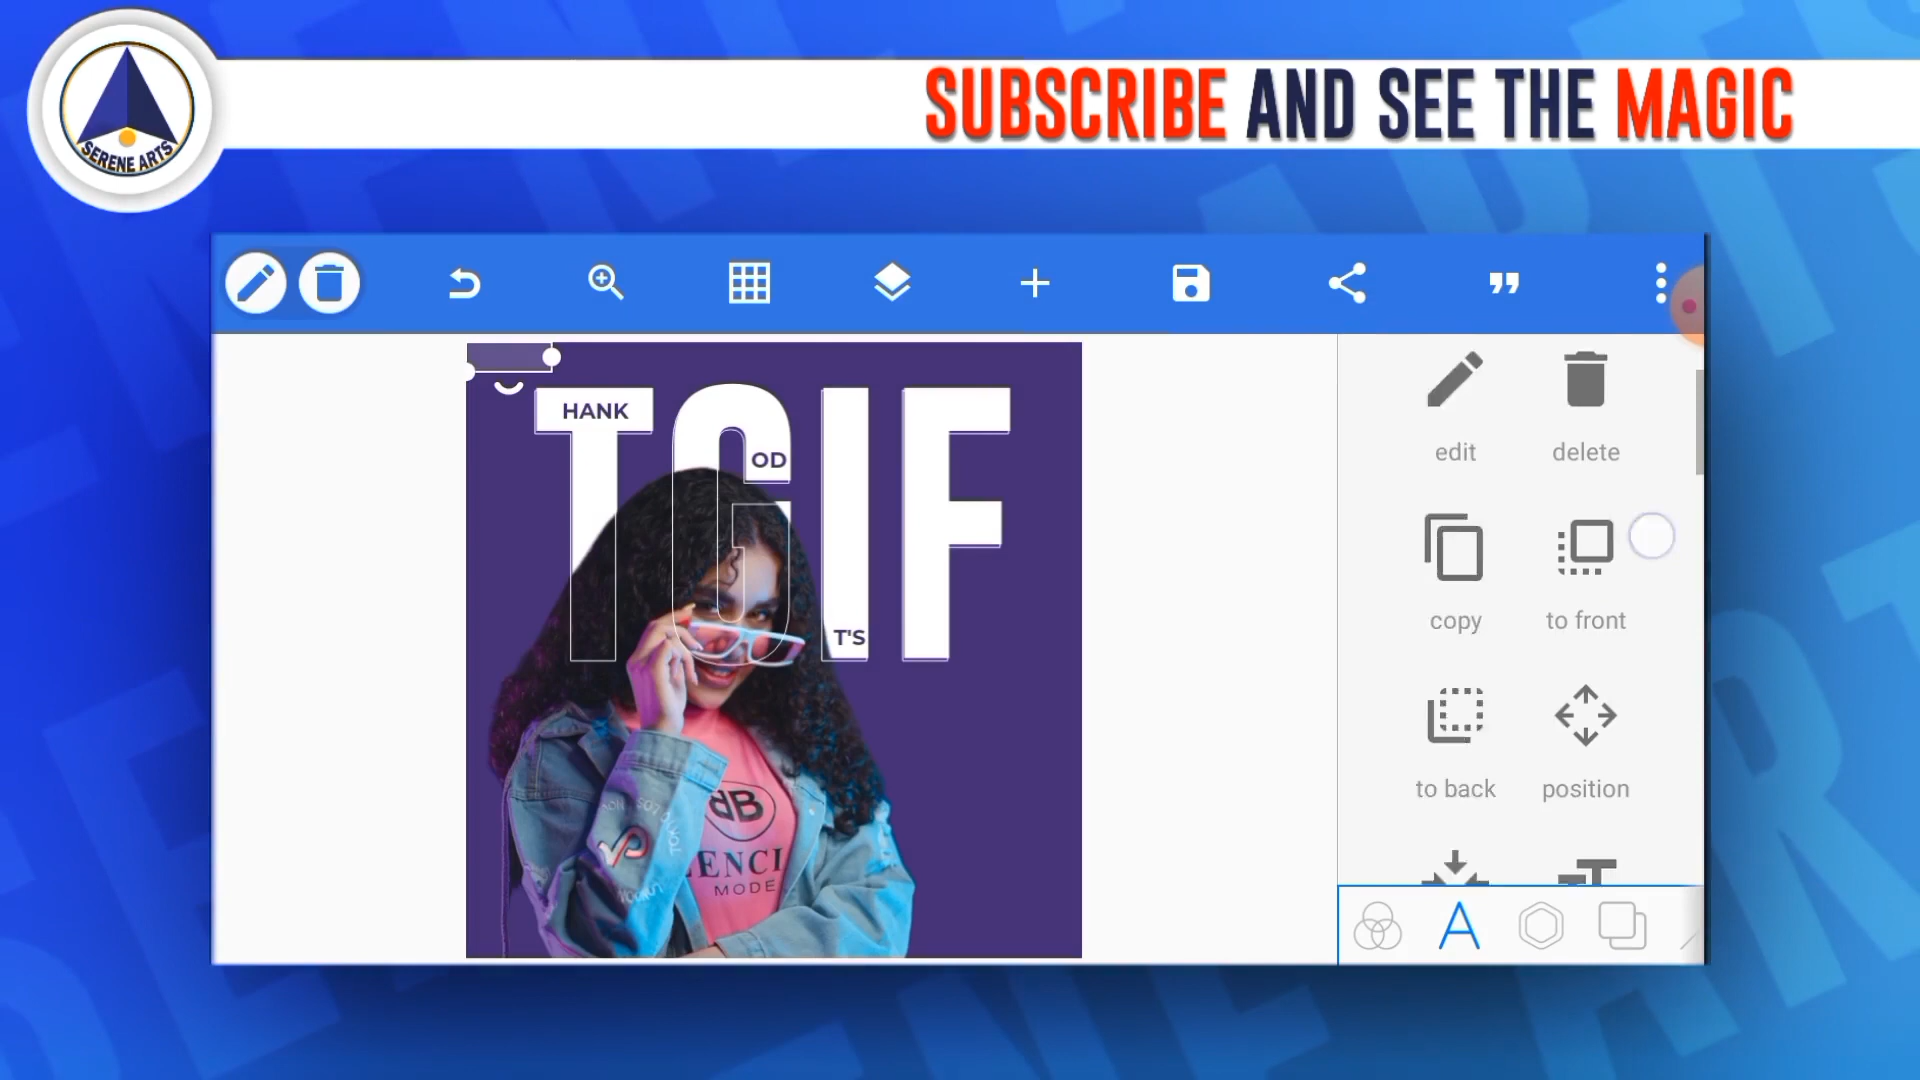 SUBSCRIBE AND SEE THE MAGIC
SERENE ARTS
TGIF
HANK
OD
T'S
edit
delete
copy
to front
to back
position
BB
ENCI
MODE